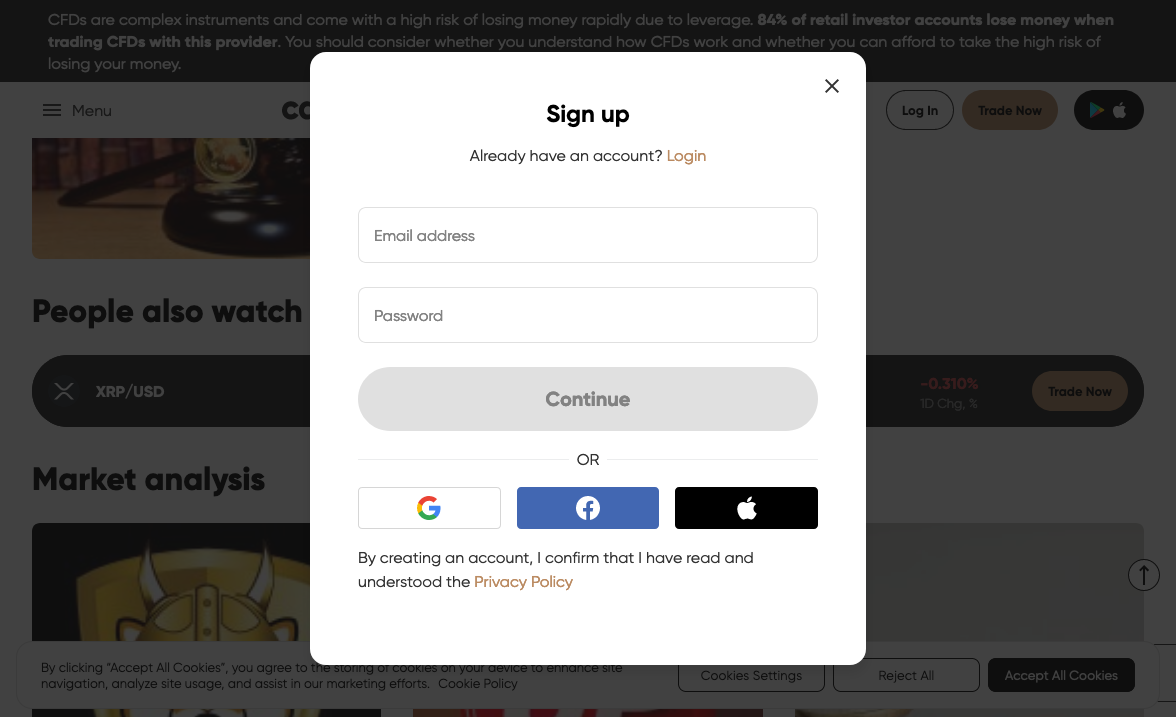 CFDs are complex instruments and come with a high risk of losing money rapidly due to leverage. 84% of retail investor accounts lose money when
trading CFDs with this provider. You should consider whether you understand how CFDs work and whether you can afford to take the high risk of
losing your money.
Menu
Log In
Trade Now
Sign up
Already have an account? Login
Email address
Password
Continue
OR
By creating an account, I confirm that I have read and
understood the Privacy Policy
People also watch
XRP/USD
-0.310%
1D Chg, %
Trade Now
Market analysis
By clicking “Accept All Cookies”, you agree to the storing of cookies on your device to enhance site
navigation, analyze site usage, and assist in our marketing efforts. Cookie Policy
Cookies Settings
Reject All
Accept All Cookies